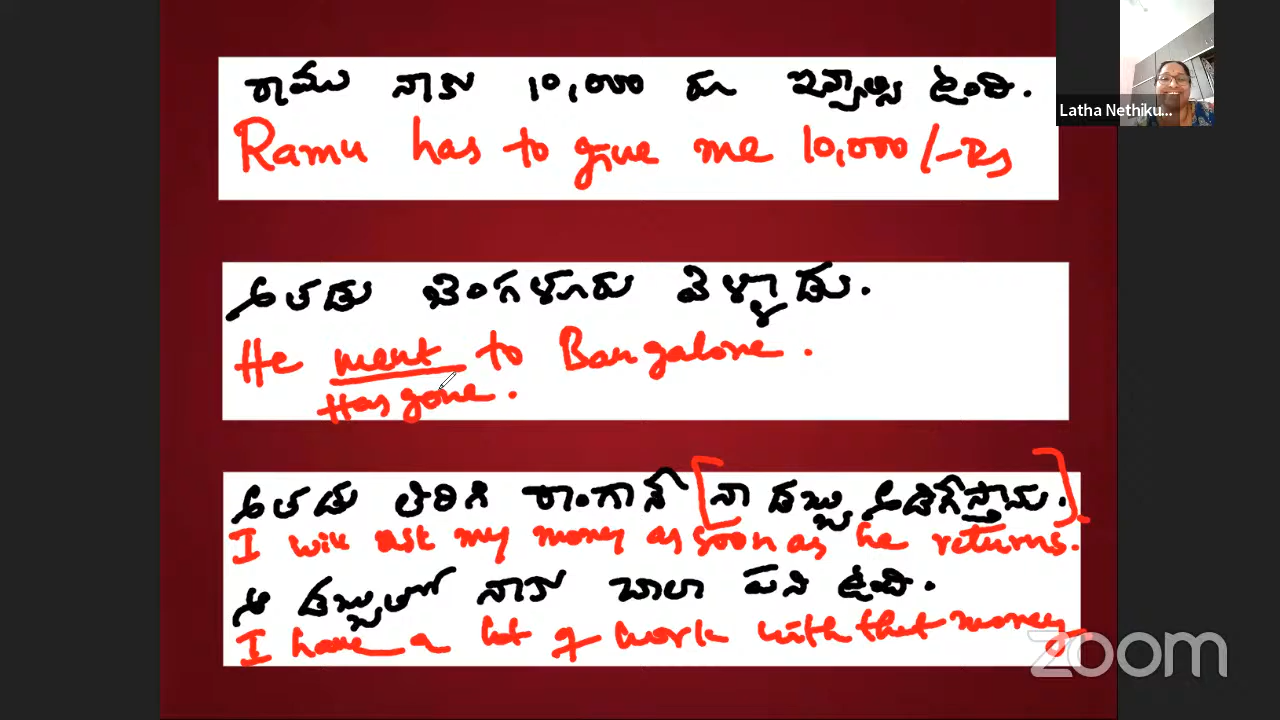 రాము నాకు 10,000 రూ ఇవ్వాల్సి ఉంది.
Latha Nethiku...
Ramu has to give me 10,000/-Rs
అతడు బెంగళూరు వెళ్ళాడు.
He went to Bangalore.
Has gone.
అతడు తిరిగి రాంగానే [నా డబ్బు అడిగేస్తాను.]
I will ask my money as soon as he returns.
ఆ డబ్బుతో నాకు చాలా పని ఉంది.
I have a lot of work with that money
zoom